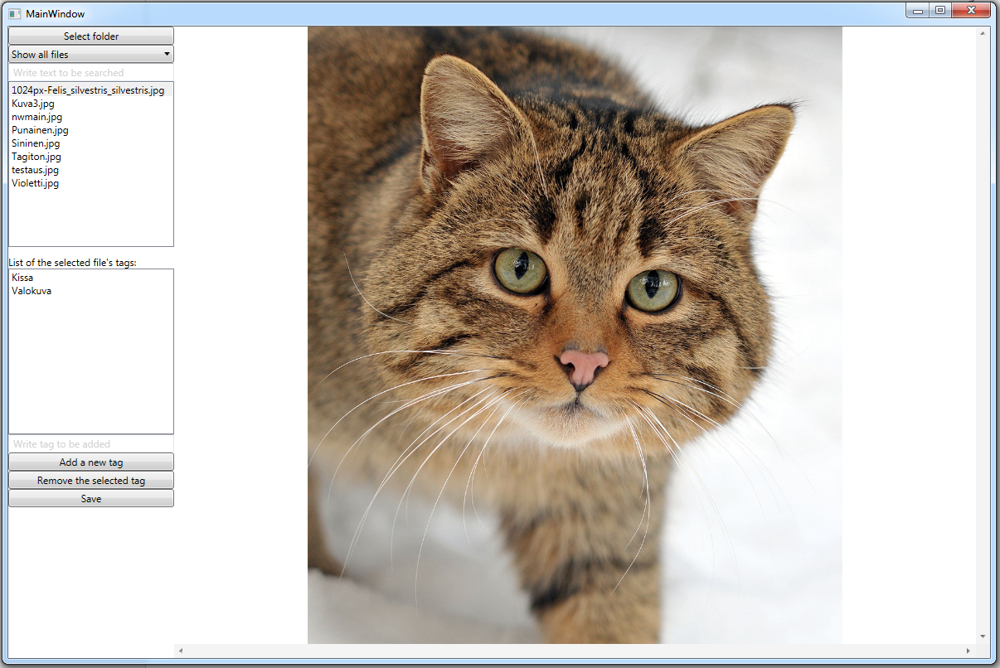 MainWindow
Select folder
Show all files
Write text to be searched
1024px-Felis_silvestris_silvestris.jpg
Kuva3.jpg
nwmain.jpg
Punainen.jpg
Sininen.jpg
Tagiton.jpg
testaus.jpg
Violetti.jpg
List of the selected file's tags:
Kissa
Valokuva
Write tag to be added
Add a new tag
Remove the selected tag
Save